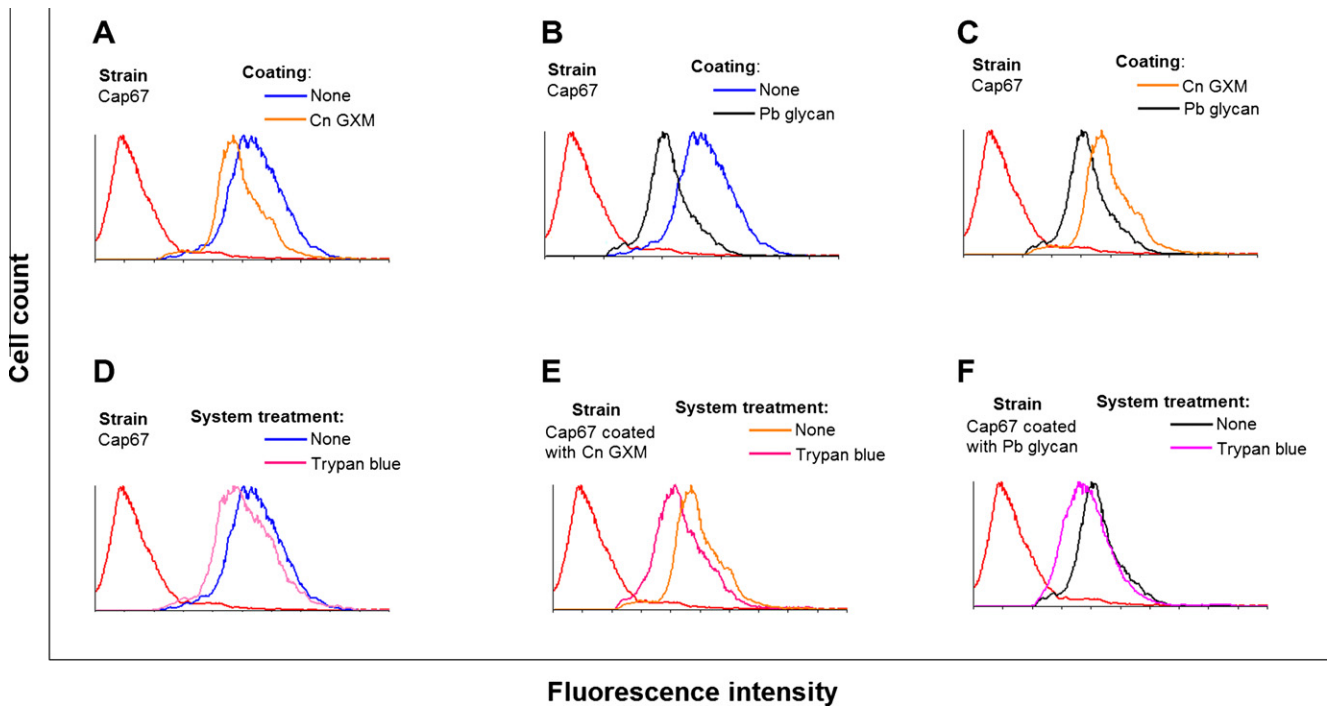 A
Strain
Cap67
Coating:
None
Cn GXM
B
Strain
Cap67
Coating:
None
Pb glycan
C
Strain
Cap67
Coating:
Cn GXM
Pb glycan
Cell count
D
Strain
Cap67
System treatment:
None
Trypan blue
E
Strain
Cap67 coated
with Cn GXM
System treatment:
None
Trypan blue
F
Strain
Cap67 coated
with Pb glycan
System treatment:
None
Trypan blue
Fluorescence intensity